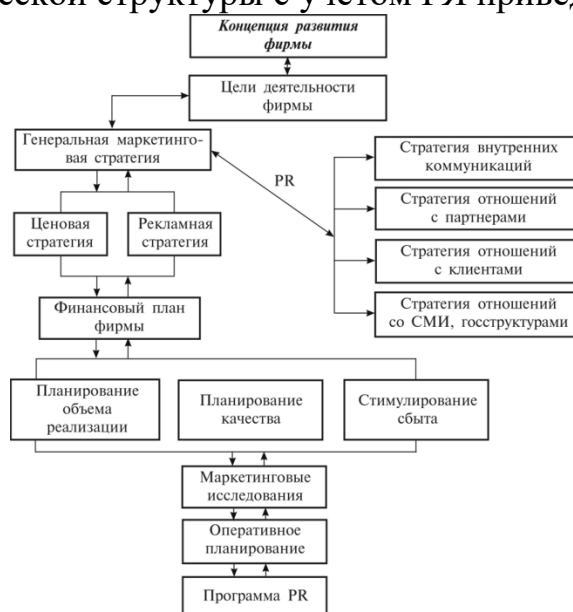 структуры с учетом
Концепция развития
фирмы
Цели деятельности
фирмы
Генеральная маркетинго-
вая стратегия
PR
Стратегия внутренних
коммуникаций
Стратегия отношений
с партнерами
Стратегия отношений
с клиентами
Стратегия отношений
со СМИ, госструктурами
Ценовая
стратегия
Рекламная
стратегия
Финансовый план
фирмы
Планирование
объема
реализации
Планирование
качества
Стимулирование
сбыта
Маркетинговые
исследования
Оперативное
планирование
Программа PR